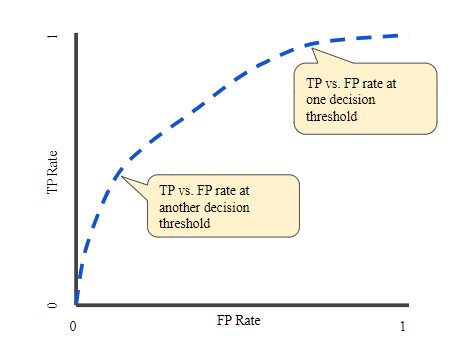 1
TP vs. FP rate at
one decision
threshold
TP Rate
TP vs. FP rate at
another decision
threshold
0
0
FP Rate
1